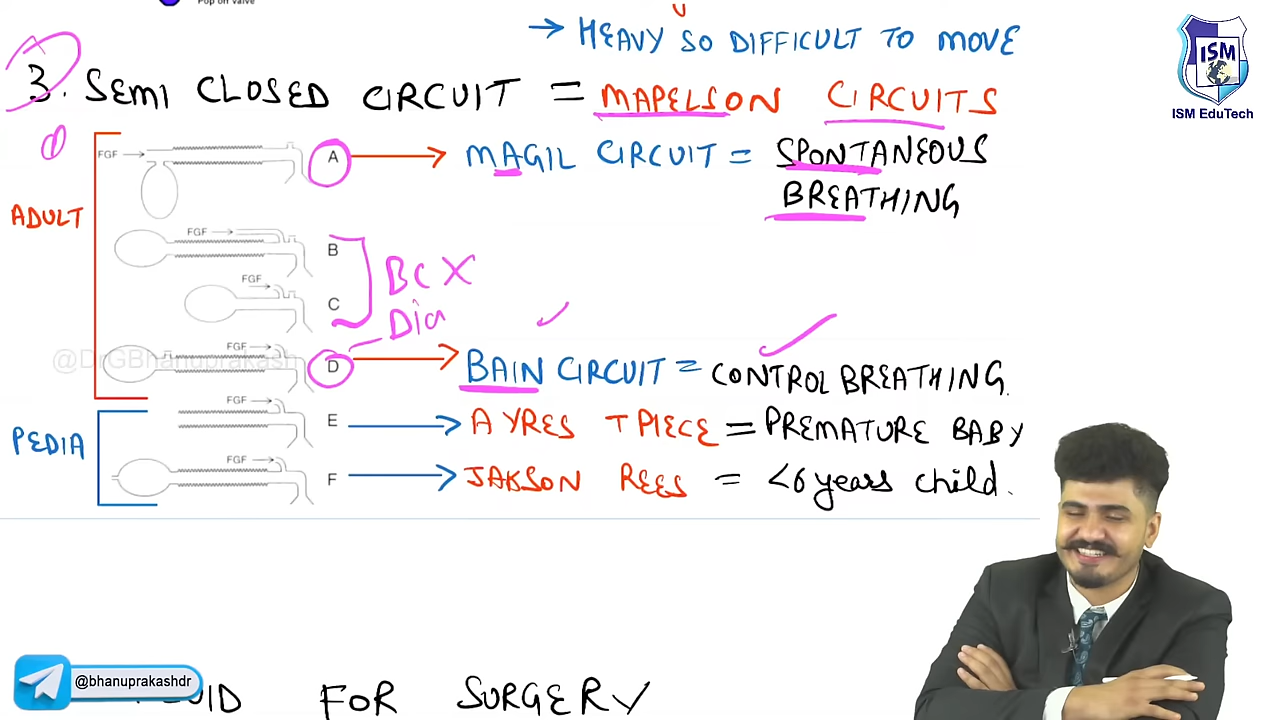 Pop off valve
→ HEAVY SO DIFFICULT TO MOVE
ISM
ISM EduTech
3. SEMI CLOSED CIRCUIT = MAPELSON CIRCUITS
①
ADULT
FGF → A → MAGIL CIRCUIT = SPONTANEOUS
BREATHING
FGF → B
BC X
FGF → C
Dia
@DrGBhanuprakash
FGF → D → BAIN CIRCUIT = CONTROL BREATHING.
PEDIA
FGF → E → AYRES T PIECE = PREMATURE BABY
FGF → F → JAKSON REES = <6 years child.
@bhanuprakashdr
FOR SURGERY